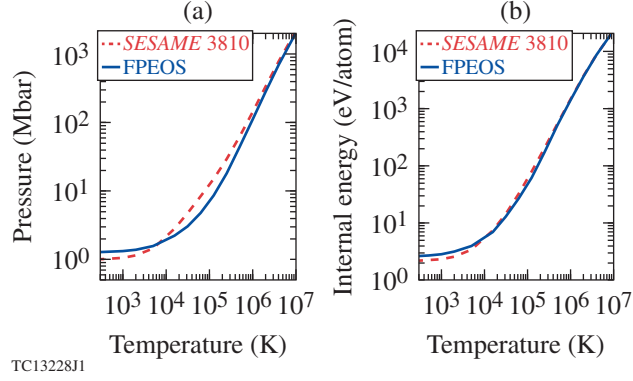 (a)
(b)
SESAME 3810
FPEOS
Pressure (Mbar)
10³
10²
10¹
10⁰
10³ 10⁴ 10⁵ 10⁶ 10⁷
Temperature (K)
SESAME 3810
FPEOS
Internal energy (eV/atom)
10⁴
10³
10²
10¹
10⁰
10³ 10⁴ 10⁵ 10⁶ 10⁷
Temperature (K)
TC13228J1